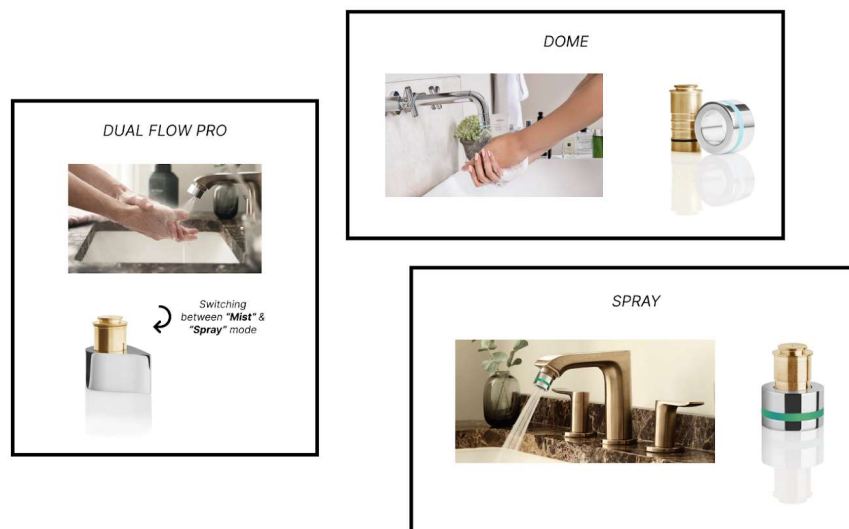 DOME
DUAL FLOW PRO
Switching
between "Mist" &
"Spray" mode
SPRAY